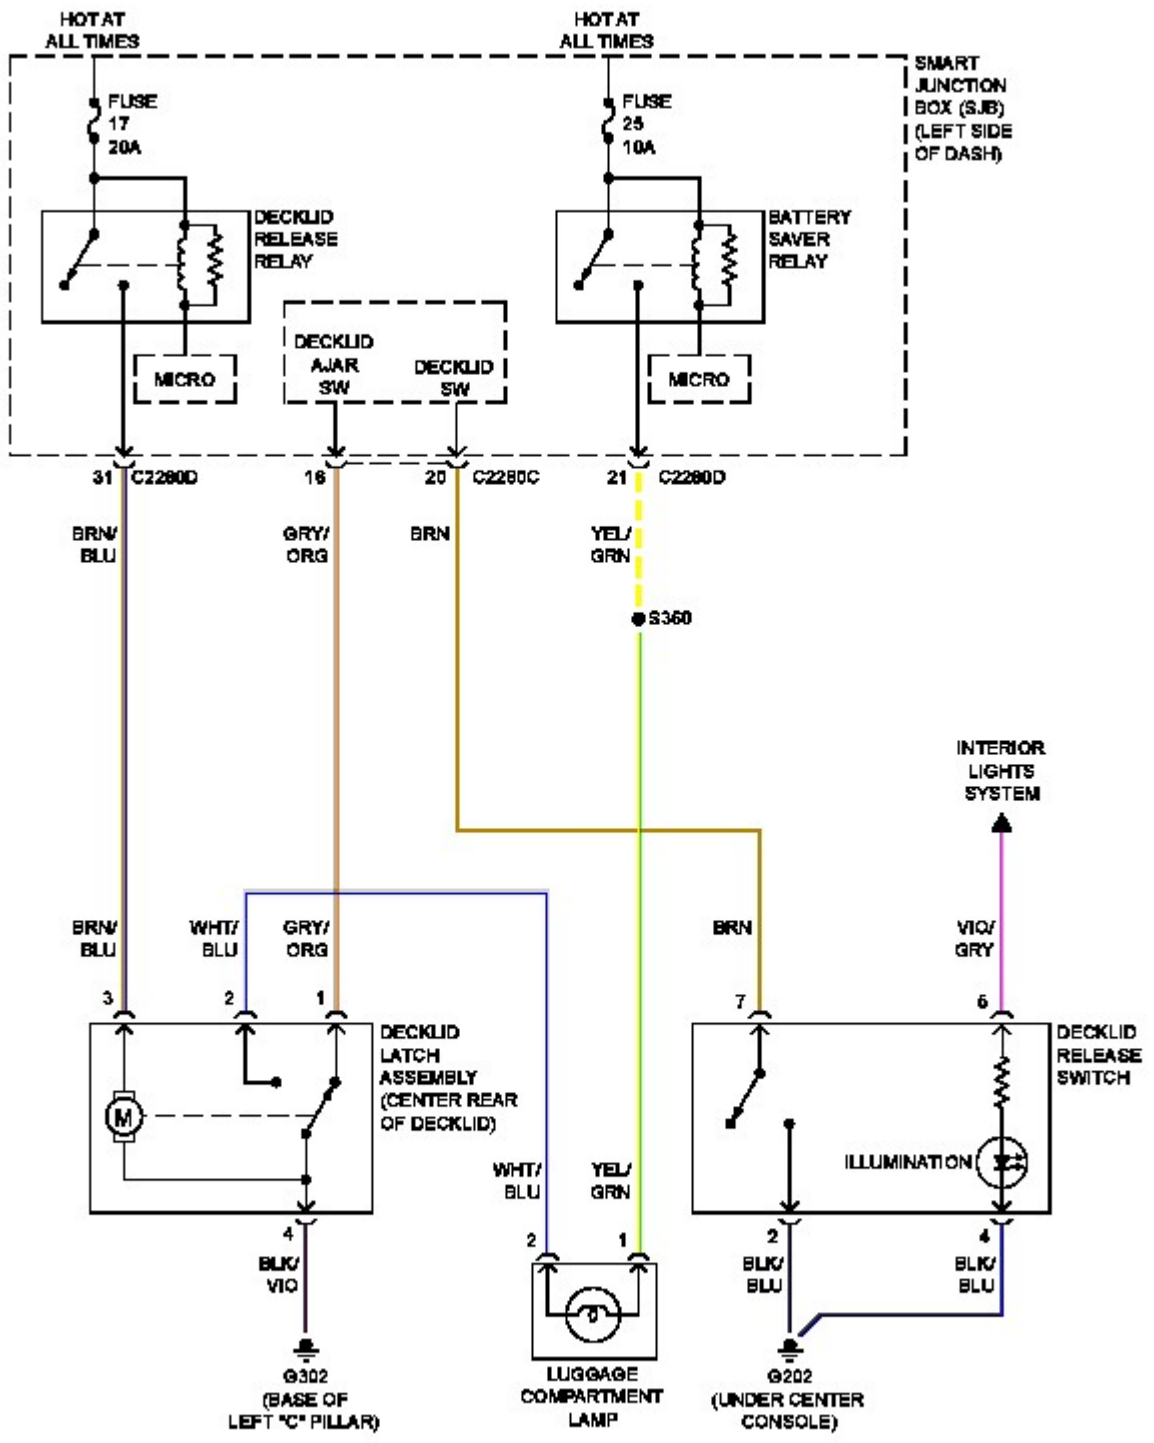 HOT AT
ALL TIMES
HOT AT
ALL TIMES
SMART
JUNCTION
BOX (SJB)
(LEFT SIDE
OF DASH)
FUSE
17
20A
FUSE
25
10A
DECKLID
RELEASE
RELAY
BATTERY
SAVER
RELAY
DECKLID
AJAR
SW
DECKLID
SW
MICRO
MICRO
31 C2280D
16
20 C2280C
21 C2280D
BRN/
BLU
GRY/
ORG
BRN
YEL/
GRN
S360
INTERIOR
LIGHTS
SYSTEM
BRN/
BLU
WHT/
BLU
GRY/
ORG
BRN
VIO/
GRY
3
2
1
7
5
DECKLID
LATCH
ASSEMBLY
(CENTER REAR
OF DECKLID)
DECKLID
RELEASE
SWITCH
M
ILLUMINATION
WHT/
BLU
YEL/
GRN
4
2
1
2
4
BLK/
VIO
BLK/
BLU
BLK/
BLU
G302
(BASE OF
LEFT "C" PILLAR)
LUGGAGE
COMPARTMENT
LAMP
G202
(UNDER CENTER
CONSOLE)